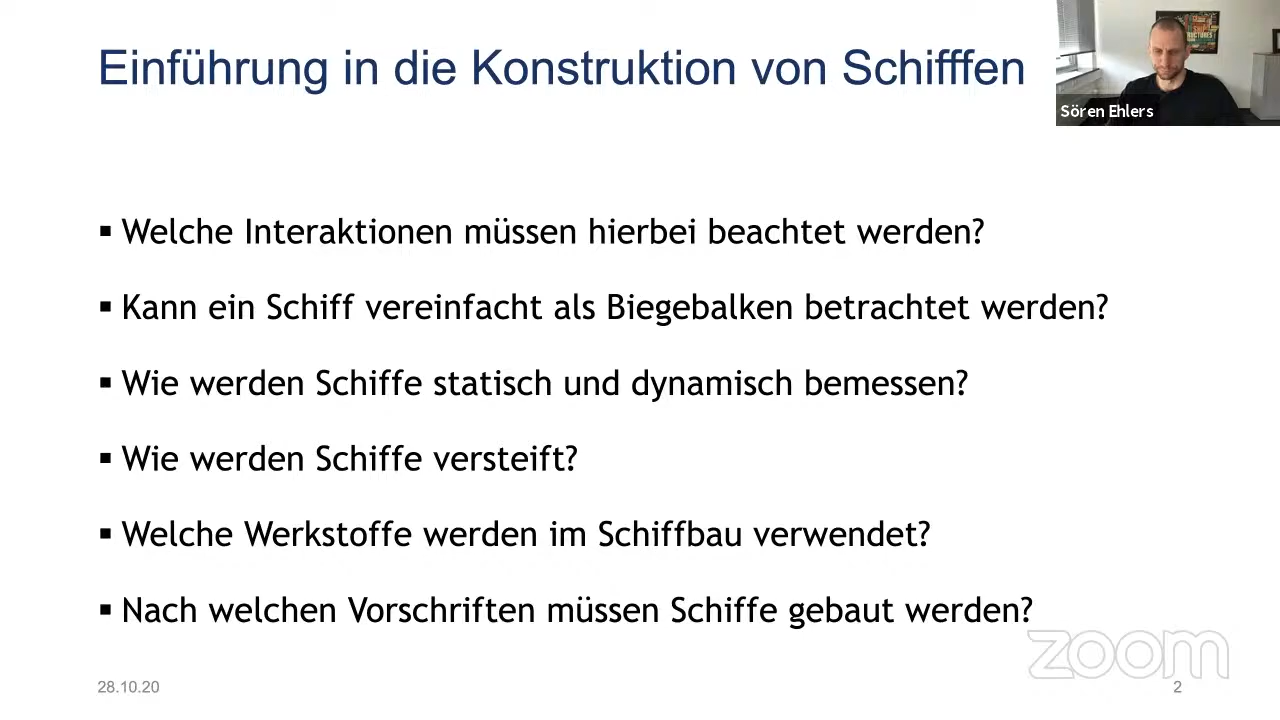 Einführung in die Konstruktion von Schifffen
Sören Ehlers
▪ Welche Interaktionen müssen hierbei beachtet werden?
▪ Kann ein Schiff vereinfacht als Biegebalken betrachtet werden?
▪ Wie werden Schiffe statisch und dynamisch bemessen?
▪ Wie werden Schiffe versteift?
▪ Welche Werkstoffe werden im Schiffbau verwendet?
▪ Nach welchen Vorschriften müssen Schiffe gebaut werden?
zoom
28.10.20
2